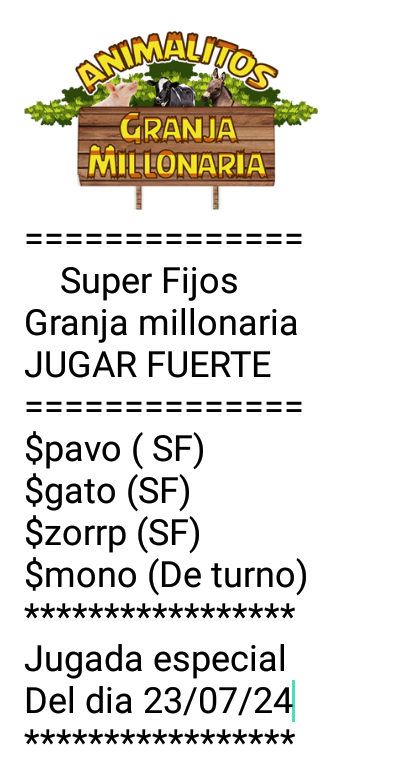 ANIMALITOS
GRANJA
MILLONARIA
==============
Super Fijos
Granja millonaria
JUGAR FUERTE
==============
$pavo ( SF)
$gato (SF)
$zorrp (SF)
$mono (De turno)
*****************
Jugada especial
Del dia 23/07/24
*****************